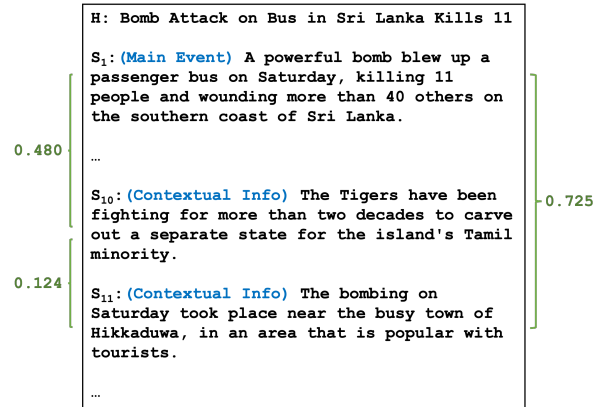 H: Bomb Attack on Bus in Sri Lanka Kills 11
S1:(Main Event) A powerful bomb blew up a
passenger bus on Saturday, killing 11
people and wounding more than 40 others on
the southern coast of Sri Lanka.
0.480
…
S10:(Contextual Info) The Tigers have been
fighting for more than two decades to carve
0.725
out a separate state for the island's Tamil
minority.
0.124
S11:(Contextual Info) The bombing on
Saturday took place near the busy town of
Hikkaduwa, in an area that is popular with
tourists.
…